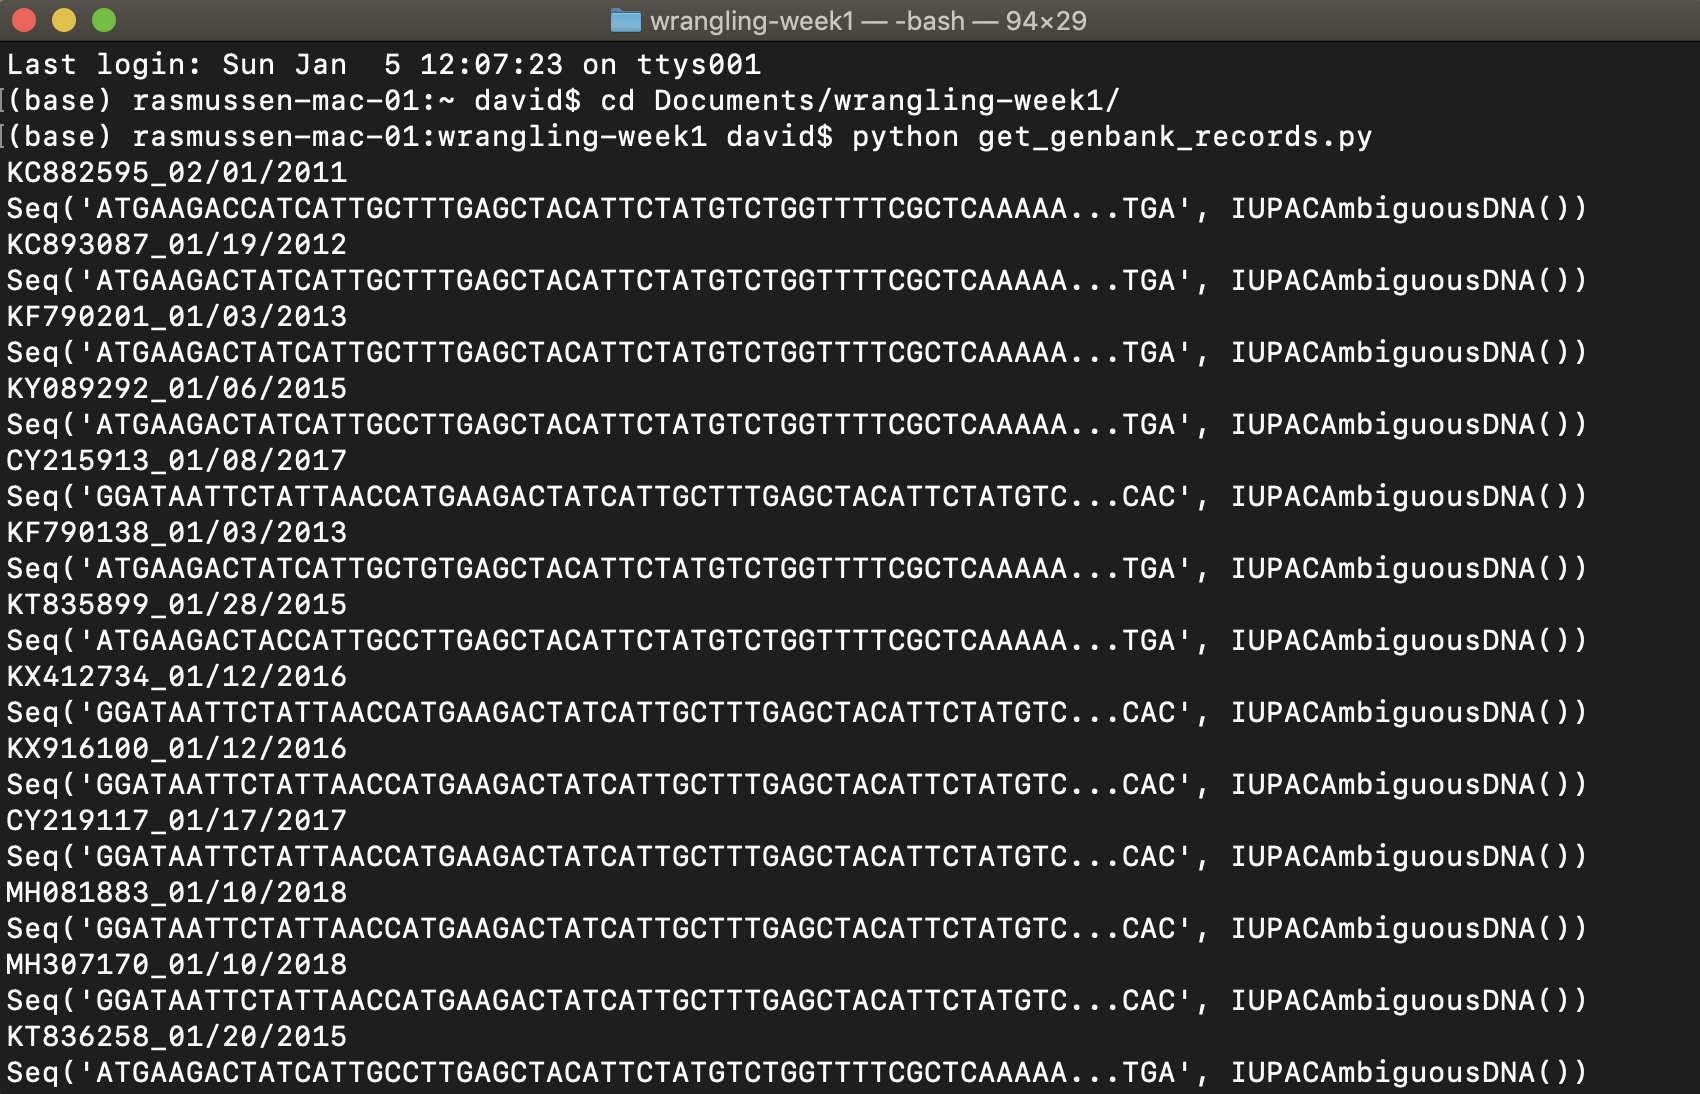 wrangling-week1 — -bash — 94×29
Last login: Sun Jan  5 12:07:23 on ttys001
[(base) rasmussen-mac-01:~ david$ cd Documents/wrangling-week1/
[(base) rasmussen-mac-01:wrangling-week1 david$ python get_genbank_records.py
KC882595_02/01/2011
Seq('ATGAAGACCATCATTGCTTTGAGCTACATTCTATGTCTGGTTTTCGCTCAAAAA...TGA', IUPACAmbiguousDNA())
KC893087_01/19/2012
Seq('ATGAAGACTATCATTGCTTTGAGCTACATTCTATGTCTGGTTTTCGCTCAAAAA...TGA', IUPACAmbiguousDNA())
KF790201_01/03/2013
Seq('ATGAAGACTATCATTGCTTTGAGCTACATTCTATGTCTGGTTTTCGCTCAAAAA...TGA', IUPACAmbiguousDNA())
KY089292_01/06/2015
Seq('ATGAAGACTATCATTGCCTTGAGCTACATTCTATGTCTGGTTTTCGCTCAAAAA...TGA', IUPACAmbiguousDNA())
CY215913_01/08/2017
Seq('GGATAATTCTATTAACCATGAAGACTATCATTGCTTTGAGCTACATTCTATGTC...CAC', IUPACAmbiguousDNA())
KF790138_01/03/2013
Seq('ATGAAGACTATCATTGCTGTGAGCTACATTCTATGTCTGGTTTTCGCTCAAAAA...TGA', IUPACAmbiguousDNA())
KT835899_01/28/2015
Seq('ATGAAGACTACCATTGCCTTGAGCTACATTCTATGTCTGGTTTTCGCTCAAAAA...TGA', IUPACAmbiguousDNA())
KX412734_01/12/2016
Seq('GGATAATTCTATTAACCATGAAGACTATCATTGCTTTGAGCTACATTCTATGTC...CAC', IUPACAmbiguousDNA())
KX916100_01/12/2016
Seq('GGATAATTCTATTAACCATGAAGACTATCATTGCTTTGAGCTACATTCTATGTC...CAC', IUPACAmbiguousDNA())
CY219117_01/17/2017
Seq('GGATAATTCTATTAACCATGAAGACTATCATTGCTTTGAGCTACATTCTATGTC...CAC', IUPACAmbiguousDNA())
MH081883_01/10/2018
Seq('GGATAATTCTATTAACCATGAAGACTATCATTGCTTTGAGCTACATTCTATGTC...CAC', IUPACAmbiguousDNA())
MH307170_01/10/2018
Seq('GGATAATTCTATTAACCATGAAGACTATCATTGCTTTGAGCTACATTCTATGTC...CAC', IUPACAmbiguousDNA())
KT836258_01/20/2015
Seq('ATGAAGACTATCATTGCCTTGAGCTACATTCTATGTCTGGTTTTCGCTCAAAAA...TGA', IUPACAmbiguousDNA())